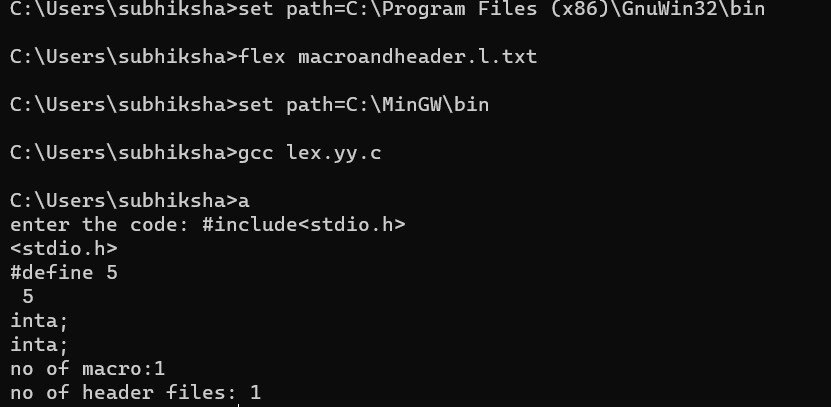 C:\Users\subhiksha>set path=C:\Program Files (x86)\GnuWin32\bin
C:\Users\subhiksha>flex macroandheader.l.txt
C:\Users\subhiksha>set path=C:\MinGW\bin
C:\Users\subhiksha>gcc lex.yy.c
C:\Users\subhiksha>a
enter the code: #include<stdio.h>
<stdio.h>
#define 5
 5
inta;
inta;
no of macro:1
no of header files: 1